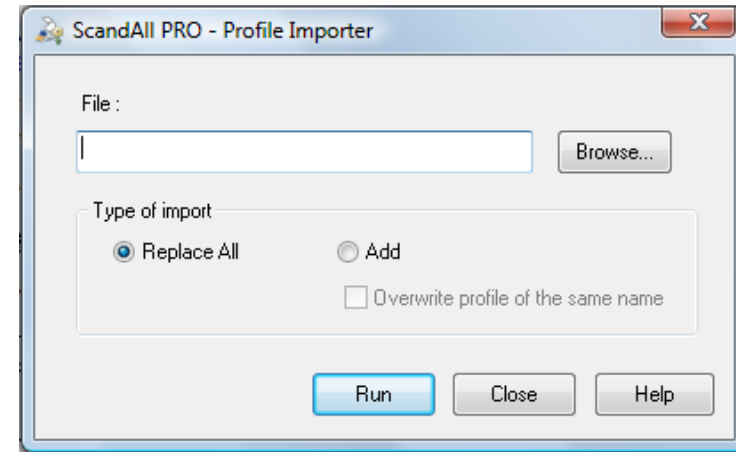 ScandAll PRO - Profile Importer
File :
Browse...
Type of import
Replace All
Add
Overwrite profile of the same name
Run
Close
Help